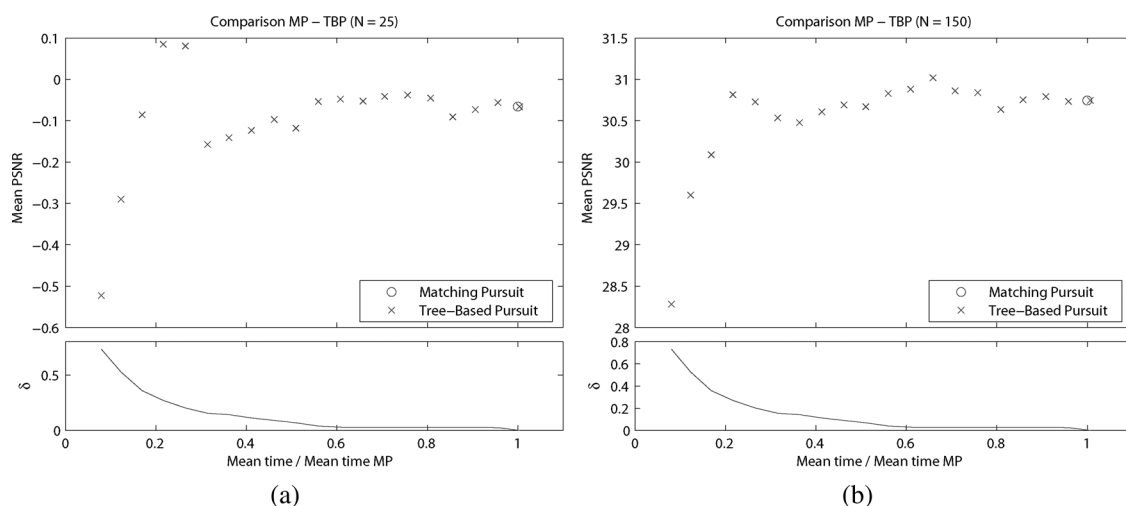 Comparison MP − TBP (N = 25)
0.1
0
−0.1
−0.2
−0.3
−0.4
−0.5
−0.6
Mean PSNR
Matching Pursuit
Tree−Based Pursuit
0.5
0
δ
0 0.2 0.4 0.6 0.8 1
Mean time / Mean time MP
(a)
Comparison MP − TBP (N = 150)
31.5
31
30.5
30
29.5
29
28.5
28
Mean PSNR
Matching Pursuit
Tree−Based Pursuit
0.8
0.6
0.4
0.2
0
δ
0 0.2 0.4 0.6 0.8 1
Mean time / Mean time MP
(b)